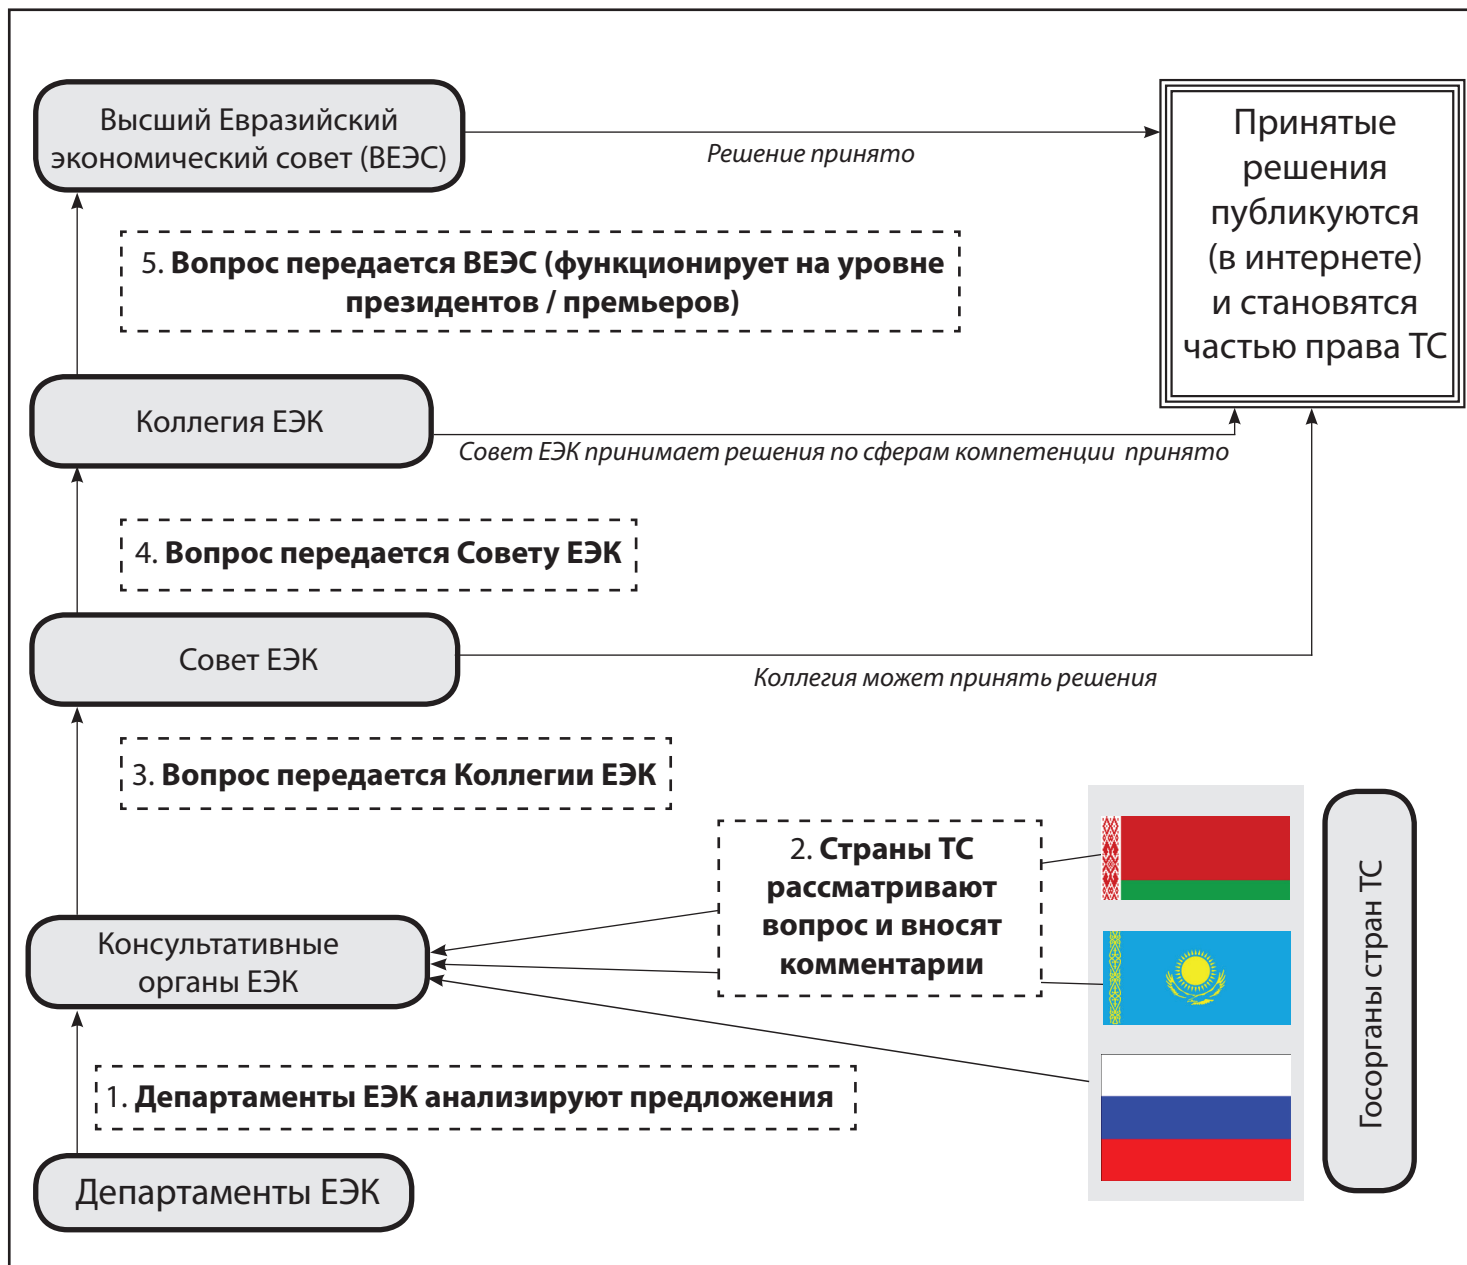 Высший Евразийский
экономический совет (ВЕЭС)
Решение принято
Принятые
решения
публикуются
(в интернете)
и становятся
частью права ТС
5. Вопрос передается ВЕЭС (функционирует на уровне
президентов / премьеров)
Коллегия ЕЭК
Совет ЕЭК принимает решения по сферам компетенции принято
4. Вопрос передается Совету ЕЭК
Совет ЕЭК
Коллегия может принять решения
3. Вопрос передается Коллегии ЕЭК
2. Страны ТС
рассматривают
вопрос и вносят
комментарии
Консультативные
органы ЕЭК
Госорганы стран ТС
1. Департаменты ЕЭК анализируют предложения
Департаменты ЕЭК